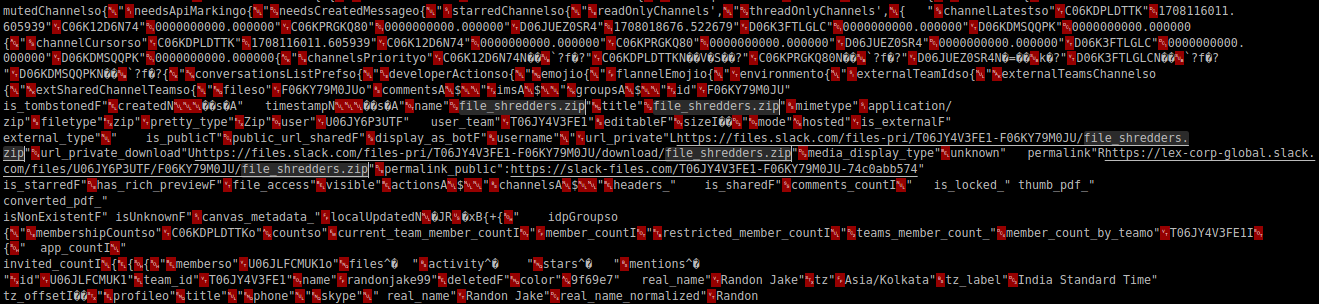 mutedChannelso{"needsApiMarkingo{"needsCreatedMessageo{"starredChannelso{"readOnlyChannels',"threadOnlyChannels',{ "channelLatestso"C06KDPLDTTK"1708116011.
605939"C06K12D6N74"0000000000.000000"C06KPRGKQ80"0000000000.000000"D06JUEZ0SR4"1708018676.522679"D06K3FTLGLC"0000000000.000000"D06KDMSQQPK"0000000000.000000
{"channelCursorso"C06KDPLDTTK"1708116011.605939"C06K12D6N74"0000000000.000000"C06KPRGKQ80"0000000000.000000"D06JUEZ0SR4"0000000000.000000"D06K3FTLGLC"0000000000.
000000"D06KDMSQQPK"0000000000.000000{"channelsPriorityo"C06K12D6N74N��`?f�?"C06KDPLDTTKN��V�S��?"C06KPRGKQ80N��`?f�?"D06JUEZ0SR4N�=��k�?"D06K3FTLGLCN��`?f�?
"D06KDMSQQPKN��`?f�?{"conversationsListPrefso{"developerActionso{"emojio{"flannelEmojio{"environmento{"externalTeamIdso{"externalTeamsChannelso
{"extSharedChannelTeamso{"fileso"F06KY79M0JUo"commentsA$"imsA$"groupsA$"id"F06KY79M0JU"
is_tombstonedF"createdN��s�A" timestampN��s�A"name"file_shredders.zip"title"file_shredders.zip"mimetype"application/
zip"filetype"zip"pretty_type"Zip"user"U06JY6P3UTF" user_team"T06JY4V3FE1"editableF"sizeI��"mode"hosted"is_externalF"
external_type"" is_publicT"public_url_sharedF"display_as_botF"username""url_private"Lhttps://files.slack.com/files-pri/T06JY4V3FE1-F06KY79M0JU/file_shredders.
zip"url_private_download"Uhttps://files.slack.com/files-pri/T06JY4V3FE1-F06KY79M0JU/download/file_shredders.zip"media_display_type"unknown" permalink"Rhttps://lex-corp-global.slack.
com/files/U06JY6P3UTF/F06KY79M0JU/file_shredders.zip"permalink_public":https://slack-files.com/T06JY4V3FE1-F06KY79M0JU-74c0abb574"
is_starredF"has_rich_previewF"file_access"visible"actionsA$"channelsA$"headers_" is_sharedF"comments_countI" is_locked_" thumb_pdf_"
converted_pdf_"
isNonExistentF" isUnknownF"canvas_metadata_"localUpdatedN�JR�xB{+{" idpGroupso
{"membershipCountso"C06KDPLDTTKo"countso"current_team_member_countI"member_countI"restricted_member_countI"teams_member_count_"member_count_by_teamo"T06JY4V3FE1I
{" app_countI"
invited_countI{{{"memberso"U06JLFCMUK1o"files^� "activity^� "stars^� "mentions^�
"id"U06JLFCMUK1"team_id"T06JY4V3FE1"name"randonjake99"deletedF"color"9f69e7" real_name"Randon Jake"tz"Asia/Kolkata"tz_label"India Standard Time"
tz_offsetI��"profileo"title""phone""skype"" real_name"Randon Jake"real_name_normalized"Randon